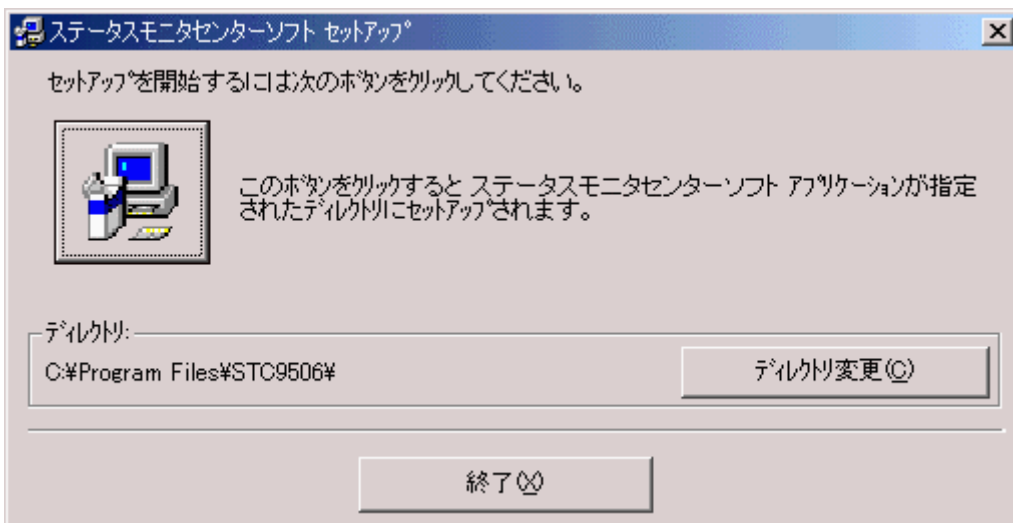 ステータスモニタセンターソフト セットアップ
セットアップを開始するには次のボタンをクリックしてください。
このボタンをクリックすると ステータスモニタセンターソフト アプリケーションが指定
されたディレクトリにセットアップされます。
ディレクトリ:
C:¥Program Files¥STC9506¥
ディレクトリ変更(C)
終了(X)